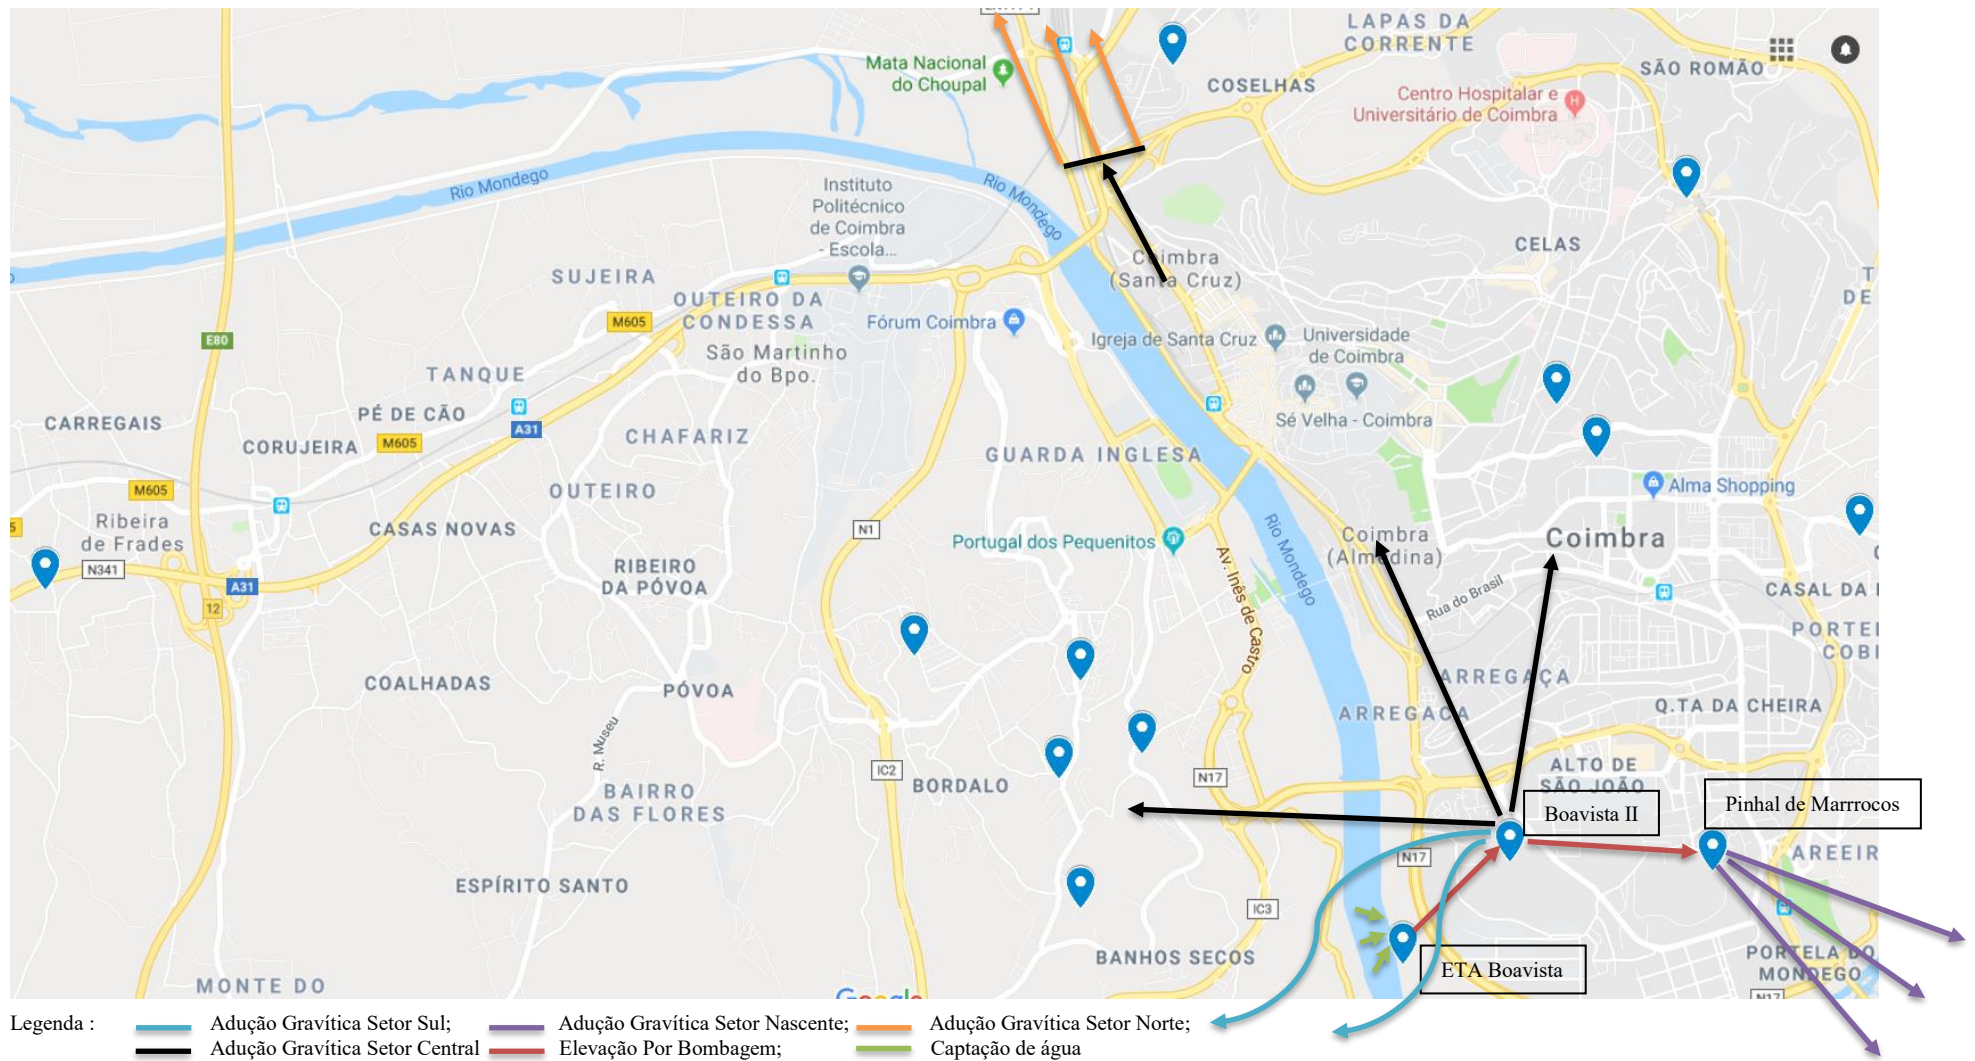 LAPAS DA
CORRENTE
Mata Nacional
do Choupal
COSELHAS
SÃO ROMÃO
Centro Hospitalar e
Universitário de Coimbra
H
Rio Mondego
Instituto
Politécnico
de Coimbra
- Escola...
Rio Mondego
CELAS
Coimbra
(Santa Cruz)
SUJEIRA
OUTEIRO DA
CONDESSA
T
DE
M605
Fórum Coimbra
Igreja de Santa Cruz
Universidade
de Coimbra
E80
São Martinho
do Bpo.
TANQUE
PÉ DE CÃO
Sé Velha - Coimbra
CARREGAIS
CORUJEIRA
M605
A31
CHAFARIZ
GUARDA INGLESA
M605
OUTEIRO
Alma Shopping
5
Ribeira
de Frades
CASAS NOVAS
N1
Portugal dos Pequenitos
Rio Mondego
Coimbra
(Almedina)
Coimbra
N341
A31
12
RIBEIRO
DA PÓVOA
Av. Inês de Castro
Rua do Brasil
CASAL DA
PORTEI
COBI
COALHADAS
PÓVOA
ARREGAÇA
ARREGAÇA
Q.TA DA CHEIRA
R. Museu
IC2
BORDALO
N17
ALTO DE
SÃO JOÃO
BAIRRO
DAS FLORES
Boavista II
Pinhal de Marrrocos
N17
AREEIR
ESPÍRITO SANTO
IC3
BANHOS SECOS
ETA Boavista
PORTELA DO
MONDEGO
MONTE DO
Google
N17
Legenda :
Adução Gravítica Setor Sul;
Adução Gravítica Setor Nascente;
Adução Gravítica Setor Norte;
Adução Gravítica Setor Central
Elevação Por Bombagem;
Captação de água